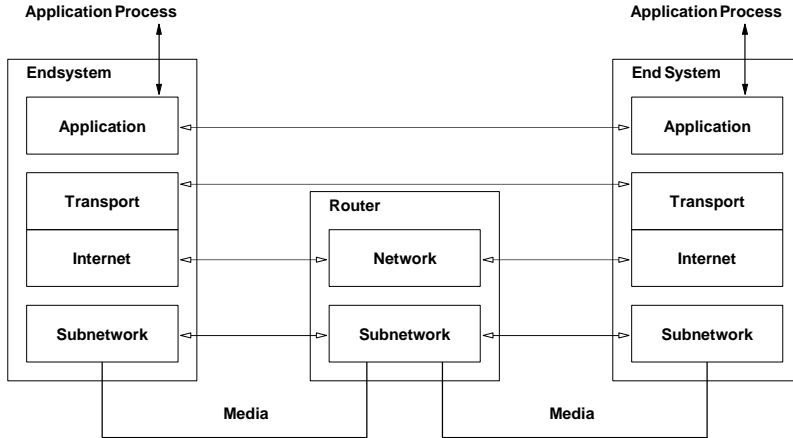 Application Process
Application Process
Endsystem
End System
Application
Application
Transport
Transport
Router
Internet
Network
Internet
Subnetwork
Subnetwork
Subnetwork
Media
Media